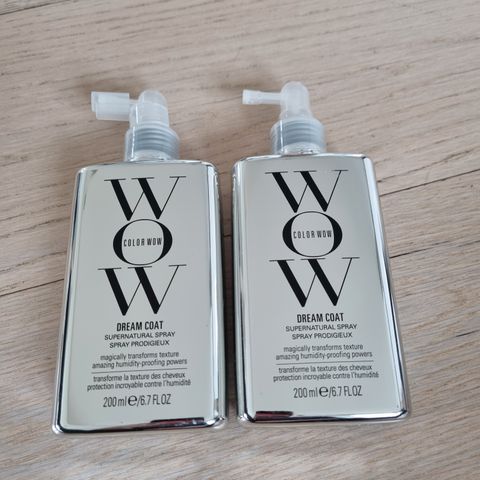 W
COLOR WOW
O
W
DREAM COAT
SUPERNATURAL SPRAY
SPRAY PRODIGIEUX
magically transforms texture
amazing humidity-proofing powers
transforme la texture des cheveux
protection incroyable contre l'humidité
200 ml e/6.7 FL OZ
W
COLOR WOW
O
W
DREAM COAT
SUPERNATURAL SPRAY
SPRAY PRODIGIEUX
magically transforms texture
amazing humidity-proofing powers
transforme la texture des cheveux
protection incroyable contre l'humidité
200 ml e/6.7 FL OZ